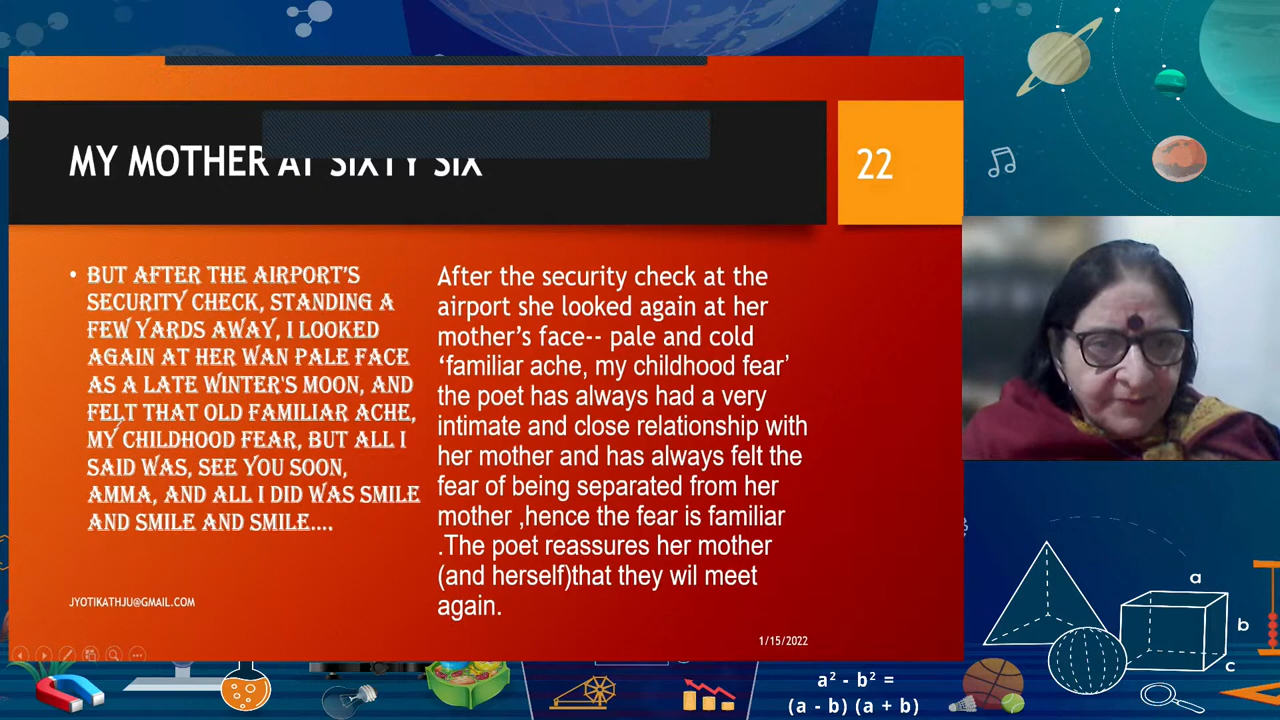 MY MOTHER AT SIXTY SIX
22
• BUT AFTER THE AIRPORT'S
SECURITY CHECK, STANDING A
FEW YARDS AWAY, I LOOKED
AGAIN AT HER WAN PALE FACE
AS A LATE WINTER'S MOON, AND
FELT THAT OLD FAMILIAR ACHE,
MY CHILDHOOD FEAR, BUT ALL I
SAID WAS, SEE YOU SOON,
AMMA, AND ALL I DID WAS SMILE
AND SMILE AND SMILE....
After the security check at the
airport she looked again at her
mother's face-- pale and cold
‘familiar ache, my childhood fear’
the poet has always had a very
intimate and close relationship with
her mother and has always felt the
fear of being separated from her
mother ,hence the fear is familiar
.The poet reassures her mother
(and herself)that they wil meet
again.
JYOTIKATHJU@GMAIL.COM
1/15/2022
a
b
c
a² - b² =
(a - b) (a + b)